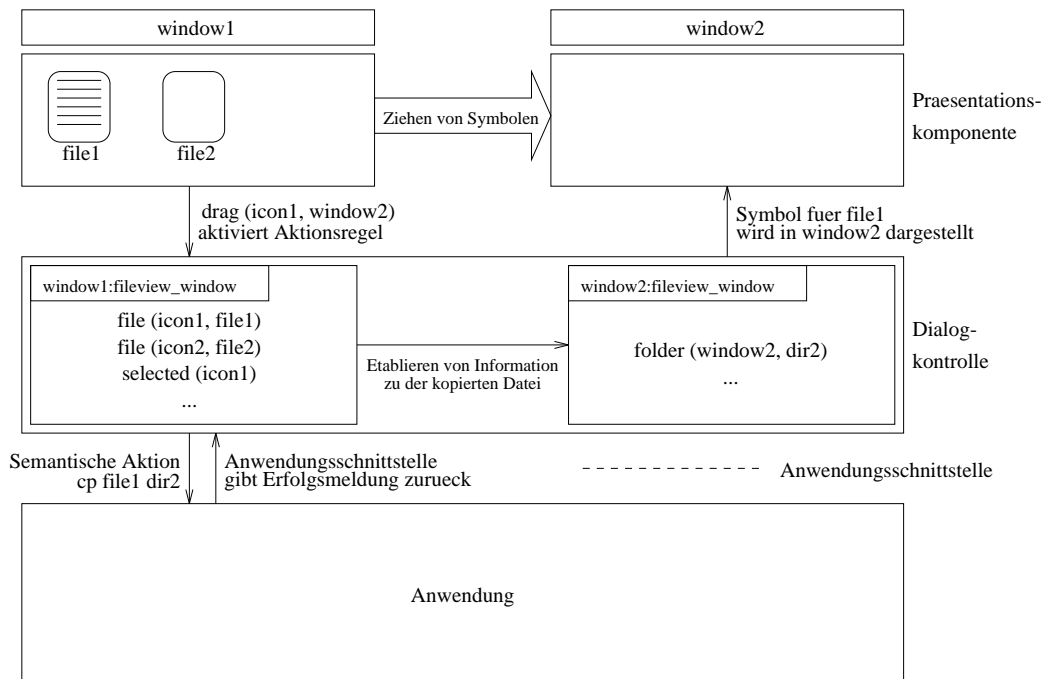 window1
window2
file1
file2
Ziehen von Symbolen
Praesentations-
komponente
drag (icon1, window2)
aktiviert Aktionsregel
Symbol fuer file1
wird in window2 dargestellt
window1:fileview_window
file (icon1, file1)
file (icon2, file2)
selected (icon1)
...
Etablieren von Information
zu der kopierten Datei
window2:fileview_window
folder (window2, dir2)
...
Dialog-
kontrolle
Semantische Aktion
cp file1 dir2
Anwendungsschnittstelle
gibt Erfolgsmeldung zurueck
Anwendungsschnittstelle
Anwendung